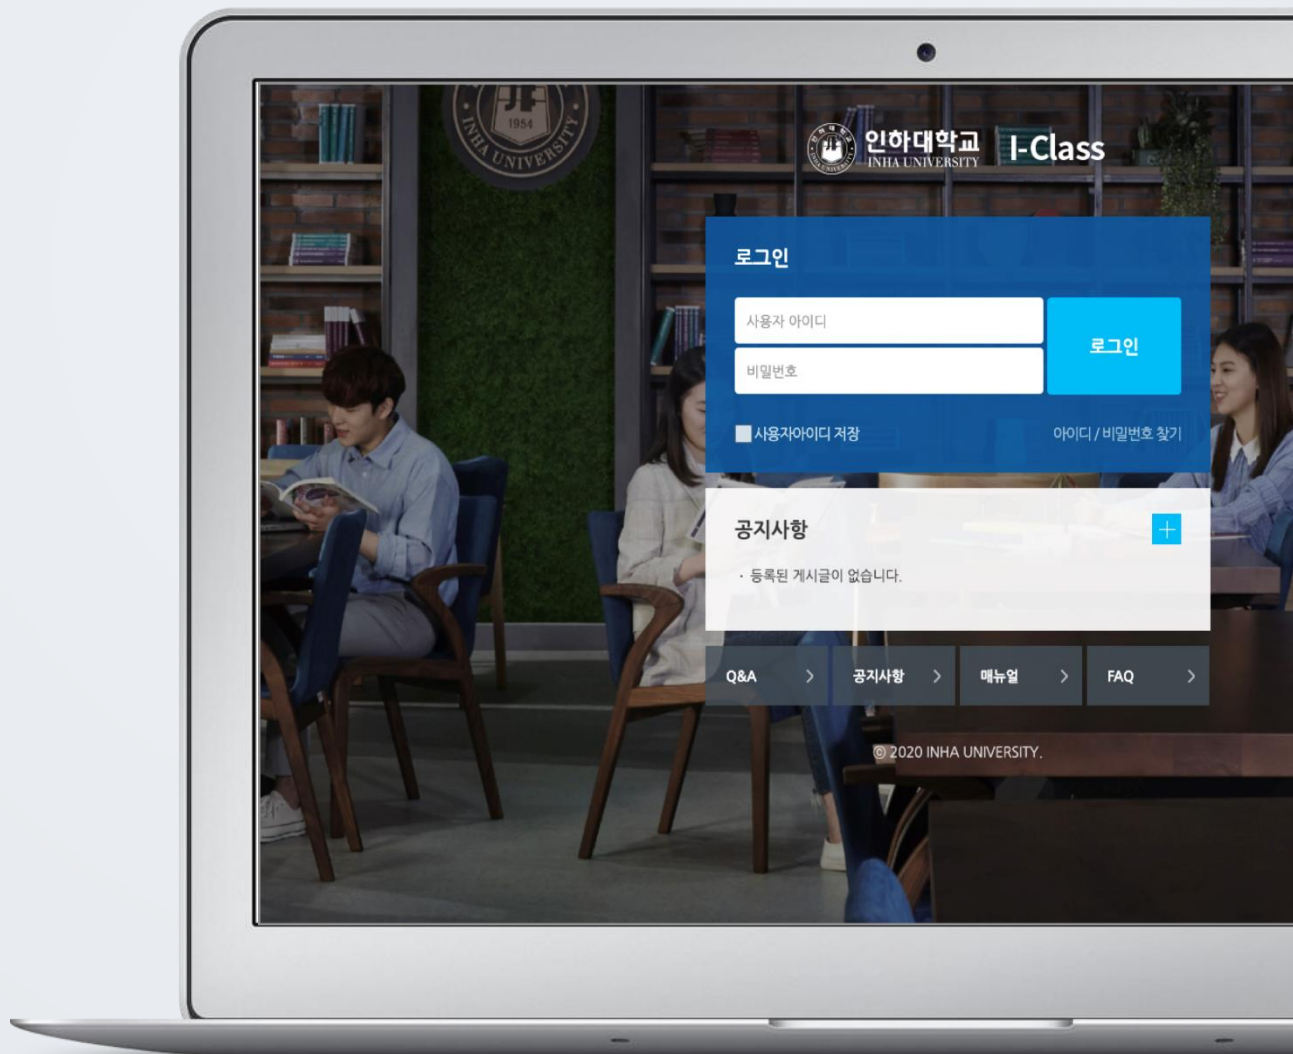 1954
INHA UNIVERSITY
인하대학교
INHA UNIVERSITY
I-Class
로그인
사용자 아이디
비밀번호
로그인
사용자아이디 저장
아이디 / 비밀번호 찾기
공지사항
· 등록된 게시글이 없습니다.
Q&A
공지사항
매뉴얼
FAQ
© 2020 INHA UNIVERSITY.